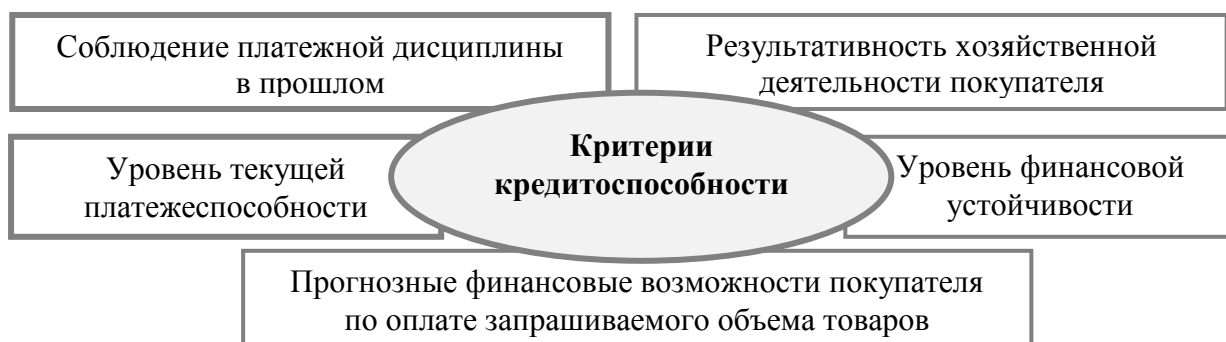 Соблюдение платежной дисциплины
в прошлом
Результативность хозяйственной
деятельности покупателя
Критерии
кредитоспособности
Уровень текущей
платежеспособности
Уровень финансовой
устойчивости
Прогнозные финансовые возможности покупателя
по оплате запрашиваемого объема товаров